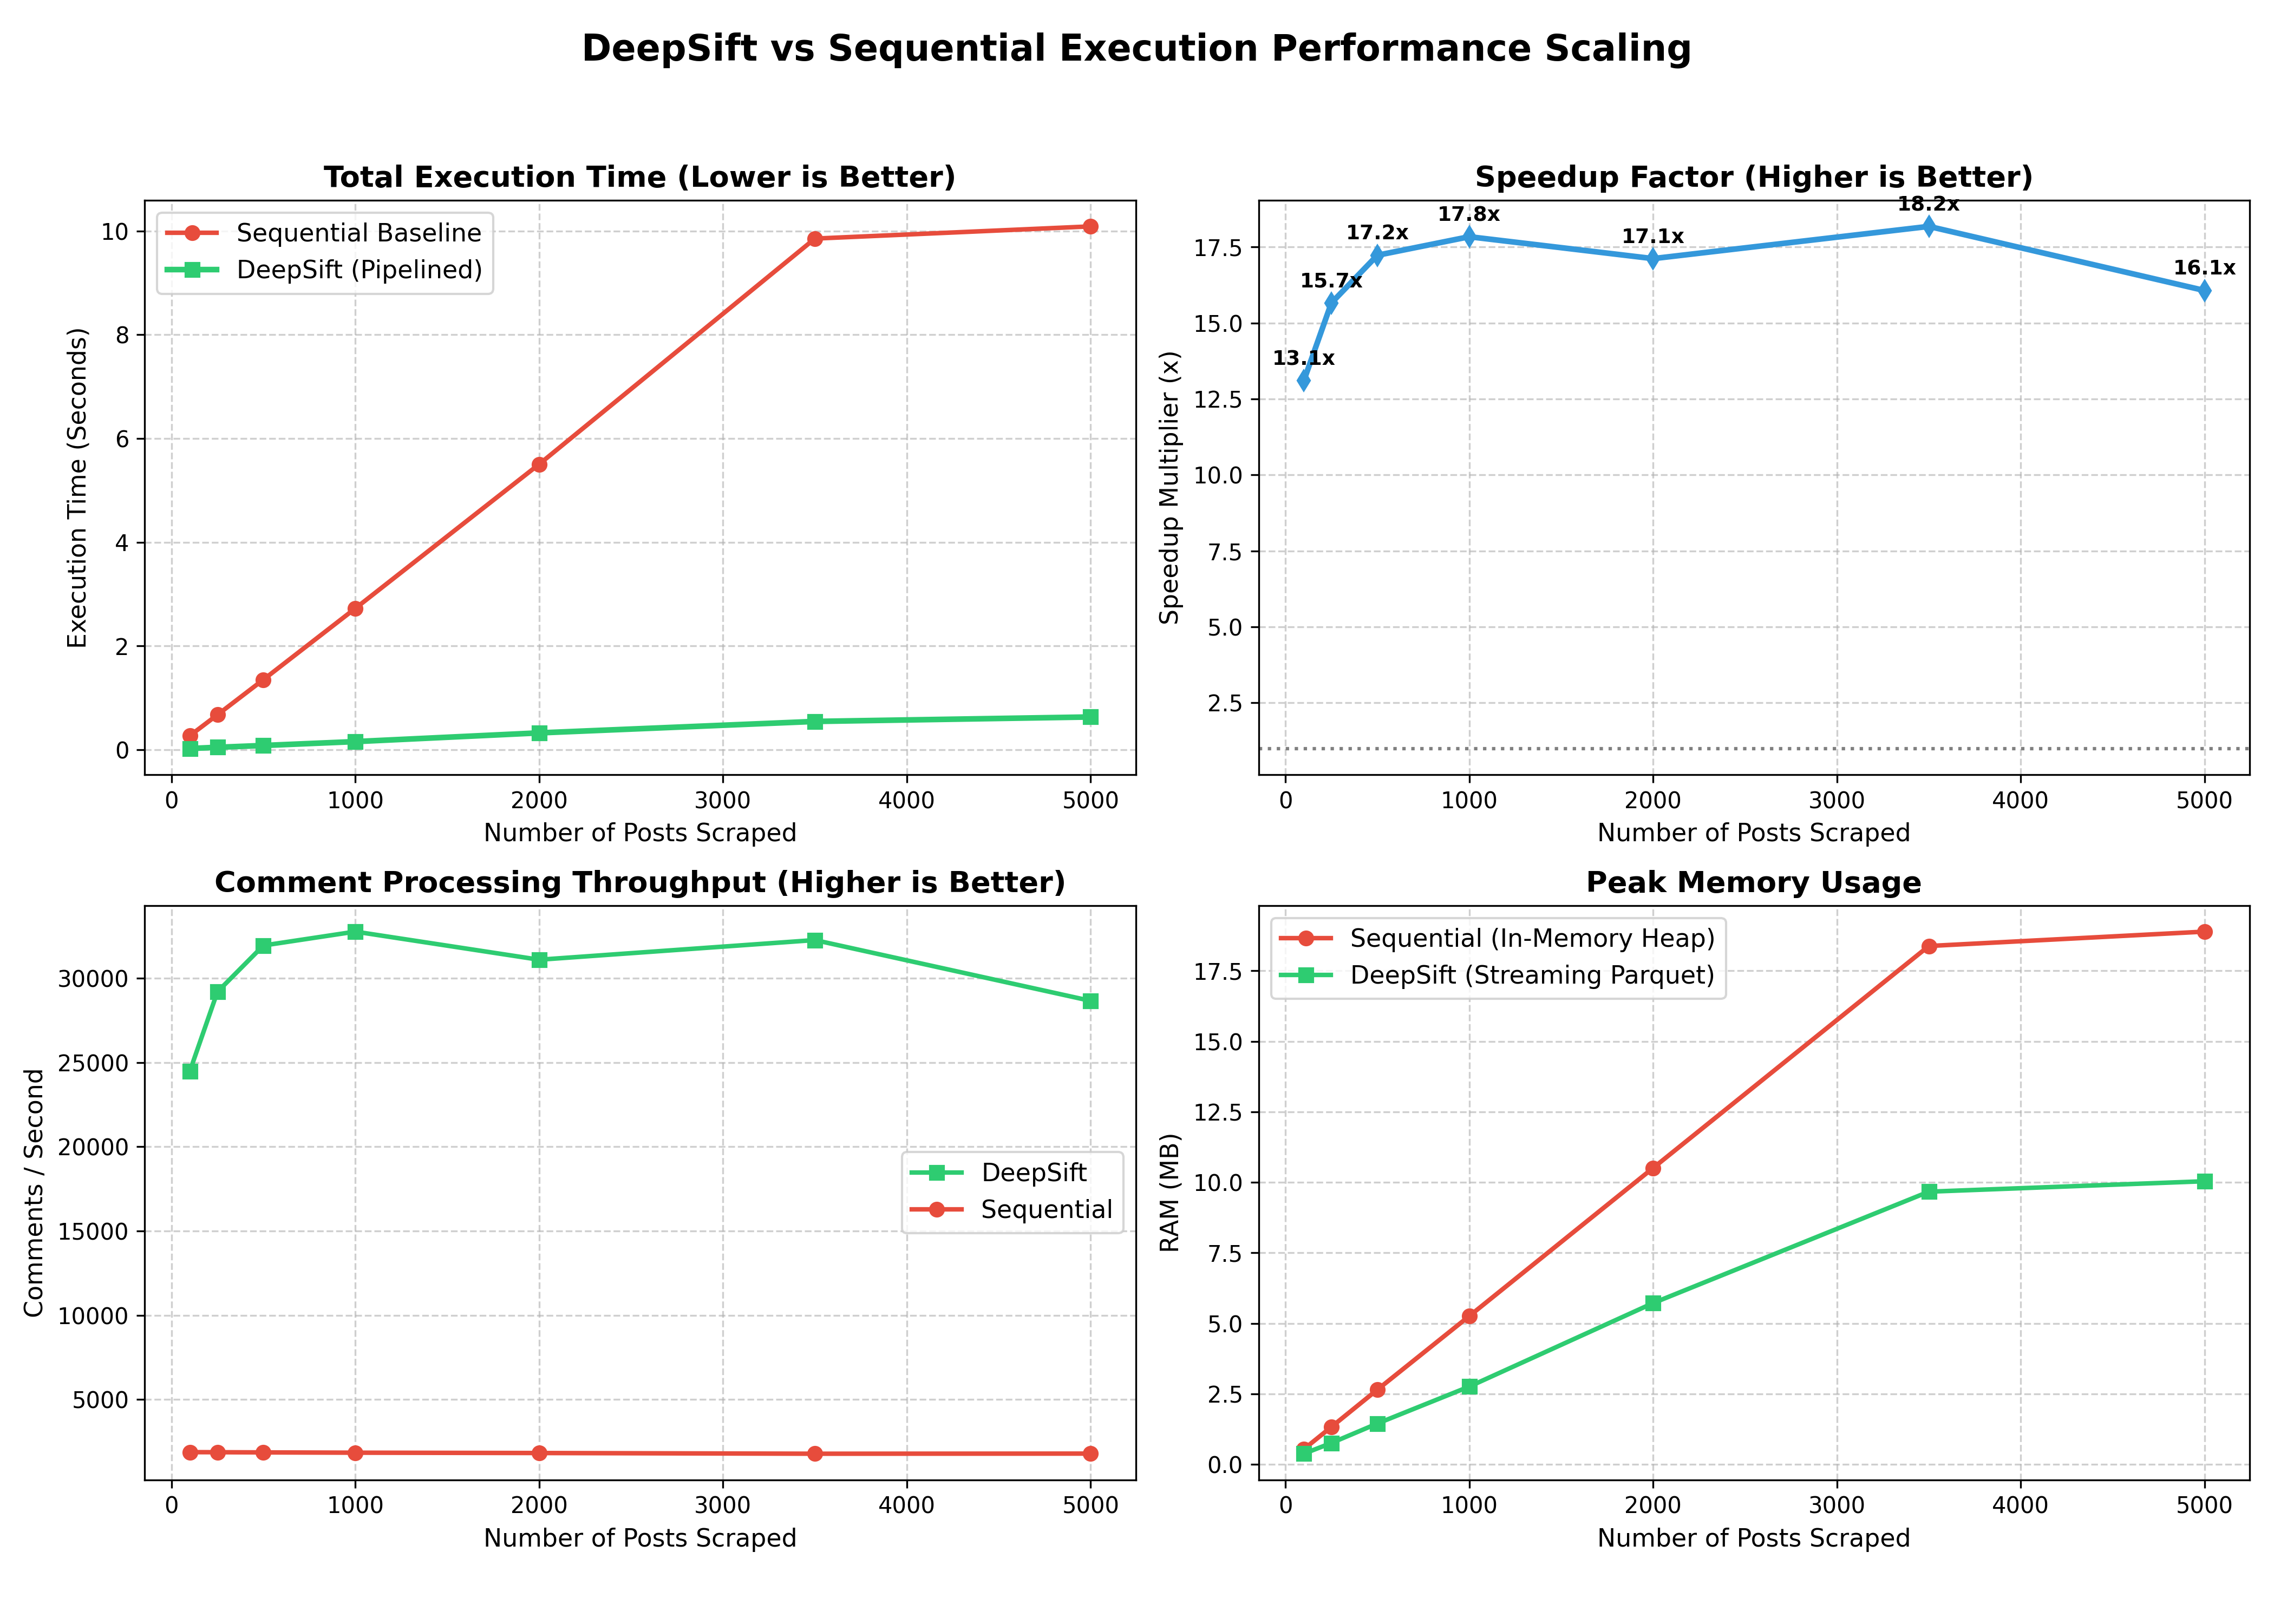 DeepSift vs Sequential Execution Performance Scaling
Total Execution Time (Lower is Better)
Sequential Baseline
DeepSift (Pipelined)
Execution Time (Seconds)
10
8
6
4
2
0
0 1000 2000 3000 4000 5000
Number of Posts Scraped
Speedup Factor (Higher is Better)
13.1x
15.7x
17.2x
17.8x
17.1x
18.2x
16.1x
Speedup Multiplier (x)
17.5
15.0
12.5
10.0
7.5
5.0
2.5
0 1000 2000 3000 4000 5000
Number of Posts Scraped
Comment Processing Throughput (Higher is Better)
DeepSift
Sequential
Comments / Second
30000
25000
20000
15000
10000
5000
0 1000 2000 3000 4000 5000
Number of Posts Scraped
Peak Memory Usage
Sequential (In-Memory Heap)
DeepSift (Streaming Parquet)
RAM (MB)
17.5
15.0
12.5
10.0
7.5
5.0
2.5
0.0
0 1000 2000 3000 4000 5000
Number of Posts Scraped